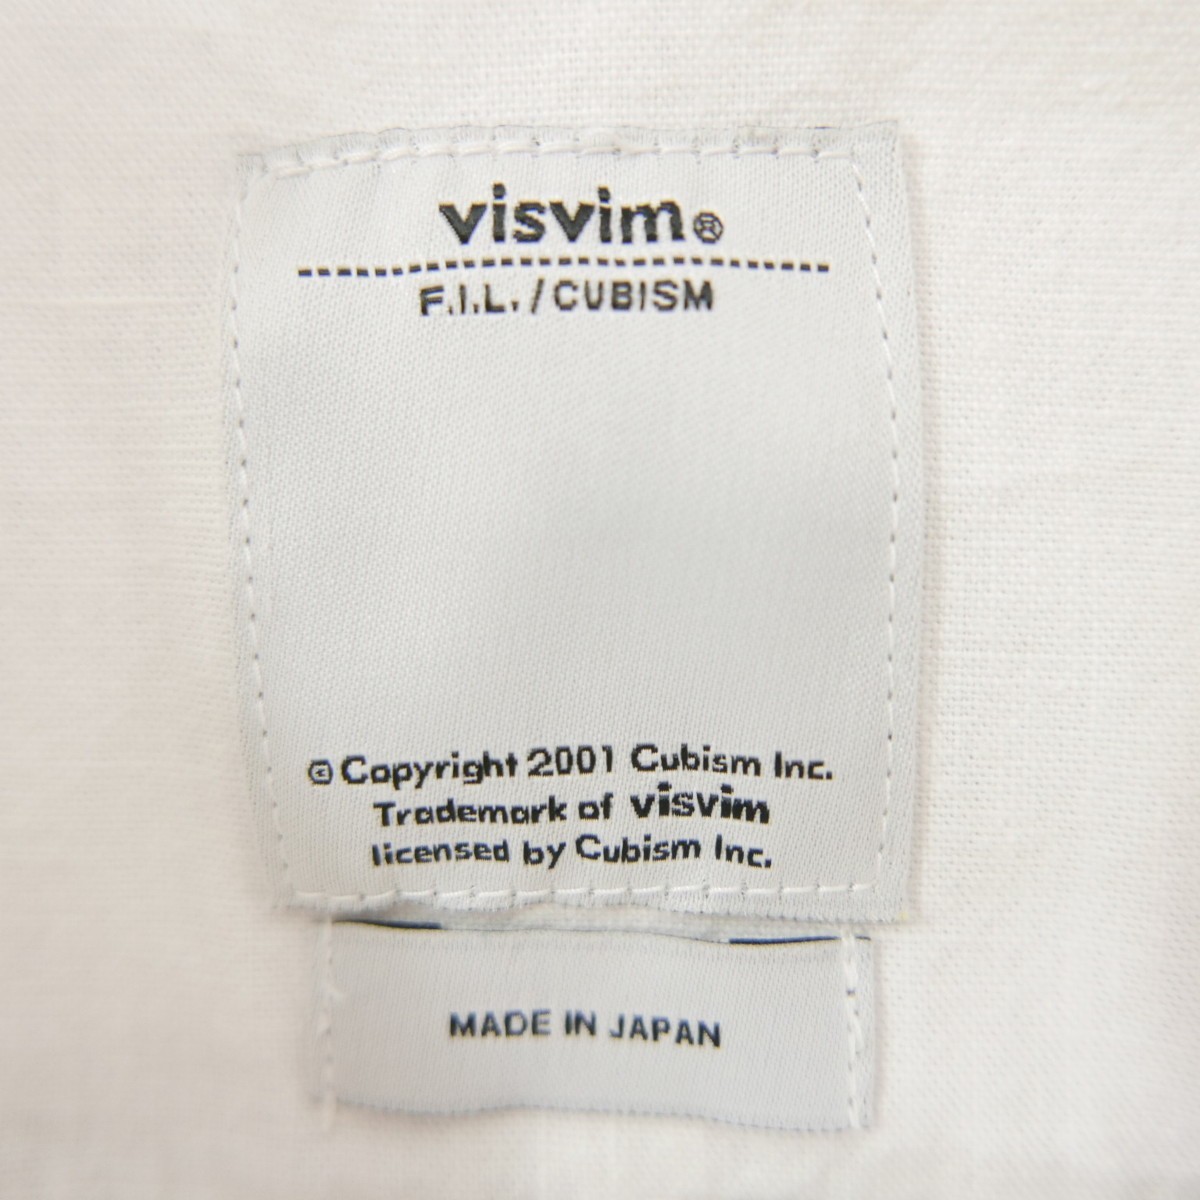 visvim®
F.I.L./CUBISM
© Copyright 2001 Cubism Inc.
Trademark of visvim
licensed by Cubism Inc.
MADE IN JAPAN